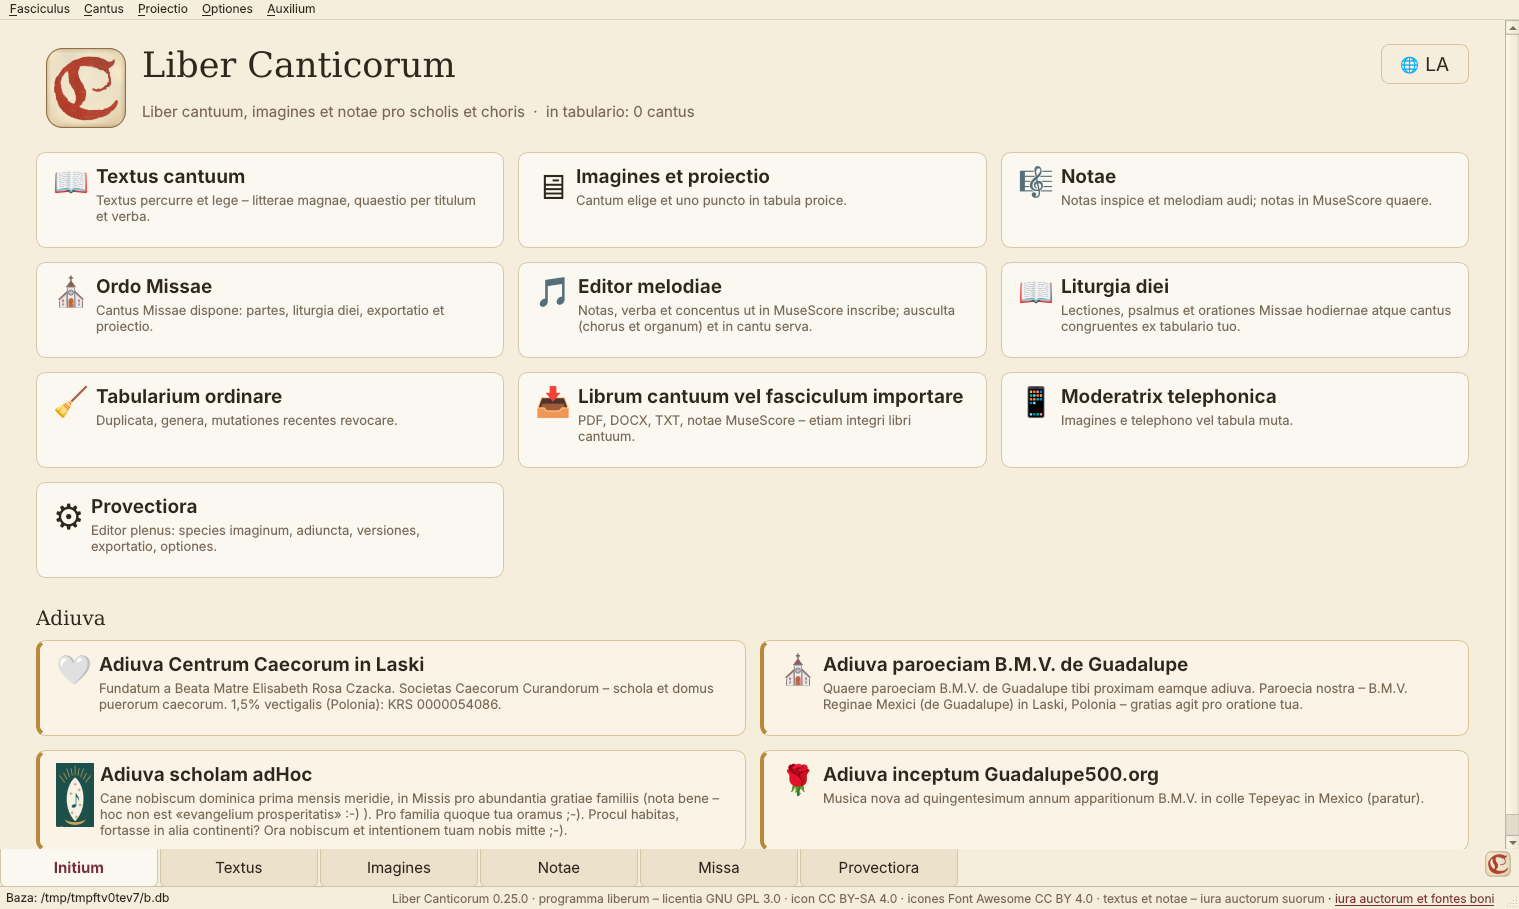 Fasciculus Cantus Proiectio Optiones Auxilium
Liber Canticorum
LA
Liber cantuum, imagines et notae pro scholis et choris · in tabulario: 0 cantus
Textus cantuum
Textus percurre et lege – litterae magnae, quaestio per titulum
et verba.
Imagines et proiectio
Cantum elige et uno puncto in tabula proice.
Notae
Notas inspice et melodiam audi; notas in MuseScore quaere.
Ordo Missae
Cantus Missae dispone: partes, liturgia diei, exportatio et
proiectio.
Editor melodiae
Notas, verba et concentus ut in MuseScore inscribe; ausculta
(chorus et organum) et in cantu serva.
Liturgia diei
Lectiones, psalmus et orationes Missae hodiernae atque cantus
congruentes ex tabulario tuo.
Tabularium ordinare
Duplicata, genera, mutationes recentes revocare.
Librum cantuum vel fasciculum importare
PDF, DOCX, TXT, notae MuseScore – etiam integri libri
cantuum.
Moderatrix telephonica
Imagines e telephono vel tabula muta.
Provectiora
Editor plenus: species imaginum, adiuncta, versiones,
exportatio, optiones.
Adiuva
Adiuva Centrum Caecorum in Laski
Fundatum a Beata Matre Elisabeth Rosa Czacka. Societas Caecorum Curandorum – schola et domus
puerorum caecorum. 1,5% vectigalis (Polonia): KRS 0000054086.
Adiuva paroeciam B.M.V. de Guadalupe
Quaere paroeciam B.M.V. de Guadalupe tibi proximam eamque adiuva. Paroecia nostra – B.M.V.
Reginae Mexici (de Guadalupe) in Laski, Polonia – gratias agit pro oratione tua.
Adiuva scholam adHoc
Cane nobiscum dominica prima mensis meridie, in Missis pro abundantia gratiae familiis (nota bene –
hoc non est «evangelium prosperitatis» :-) ). Pro familia quoque tua oramus ;-). Procul habitas,
fortasse in alia continenti? Ora nobiscum et intentionem tuam nobis mitte ;-).
Adiuva inceptum Guadalupe500.org
Musica nova ad quingentesimum annum apparitionum B.M.V. in colle Tepeyac in Mexico (paratur).
Initium Textus Imagines Notae Missa Provectiora
Baza: /tmp/tmpftv0tev7/b.db
Liber Canticorum 0.25.0 · programma liberum – licentia GNU GPL 3.0 · icon CC BY-SA 4.0 · icones Font Awesome CC BY 4.0 · textus et notae – iura auctorum suorum · iura auctorum et fontes boni